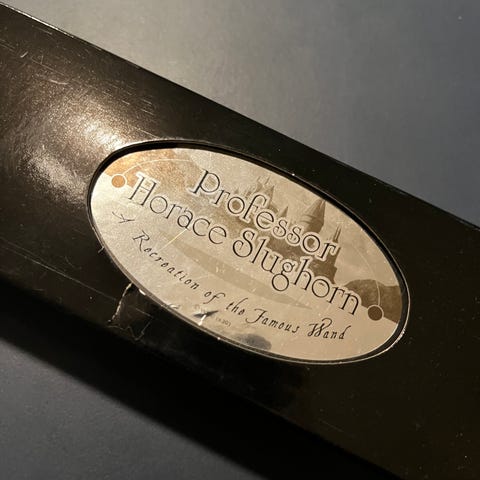 Professor
Horace Slughorn
A Recreation of the Famous Wand